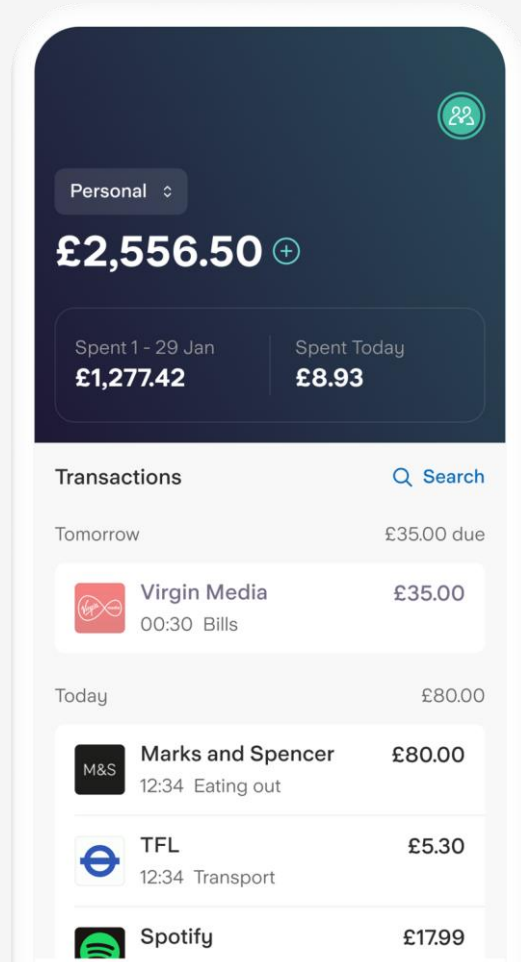 Personal
£2,556.50
Spent 1 - 29 Jan
Spent Today
£1,277.42
£8.93
Transactions
Search
Tomorrow
£35.00 due
Virgin Media
£35.00
00:30 Bills
Today
£80.00
M&S
Marks and Spencer
£80.00
12:34 Eating out
TFL
£5.30
12:34 Transport
Spotify
£17.99